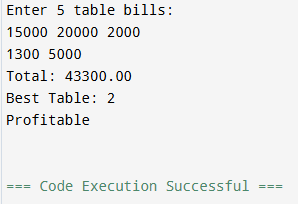 Enter 5 table bills:
15000 20000 2000
1300 5000
Total: 43300.00
Best Table: 2
Profitable
=== Code Execution Successful ===